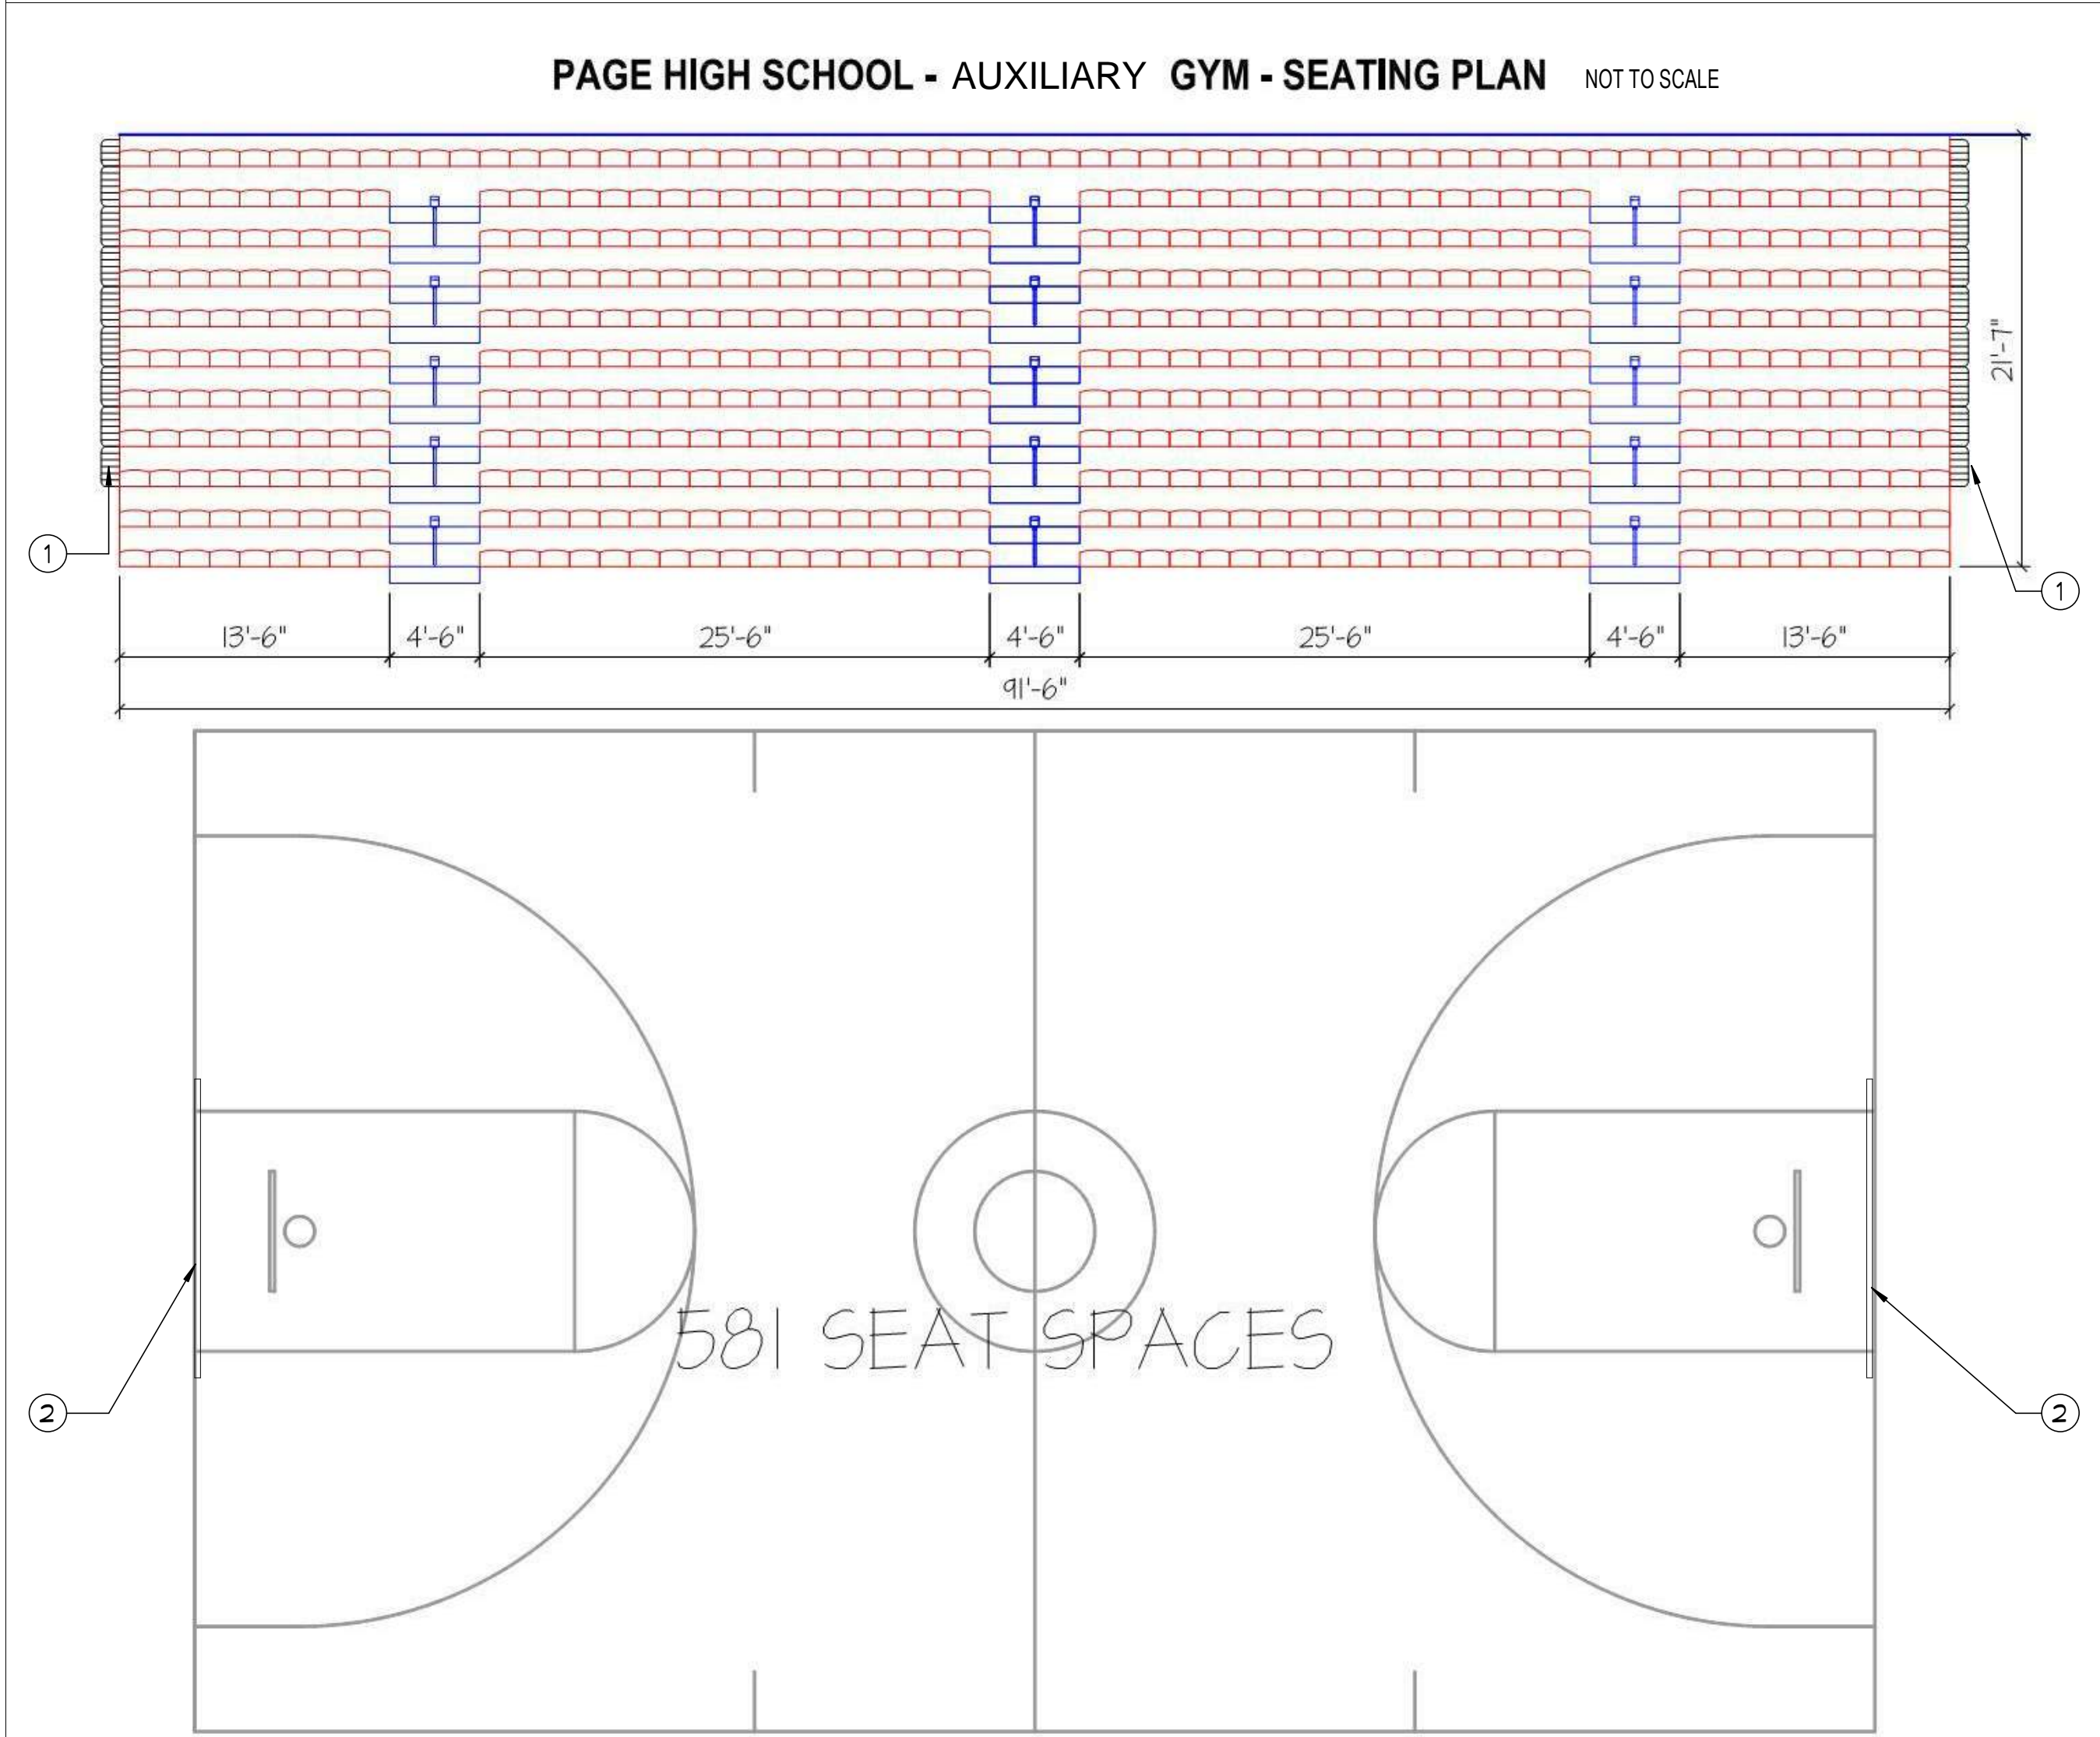 PAGE HIGH SCHOOL - AUXILIARY GYM - SEATING PLAN NOT TO SCALE
21'-7"
1
1
13'-6" 4'-6" 25'-6" 4'-6" 25'-6" 4'-6" 13'-6"
91'-6"
581 SEAT SPACES
2
2